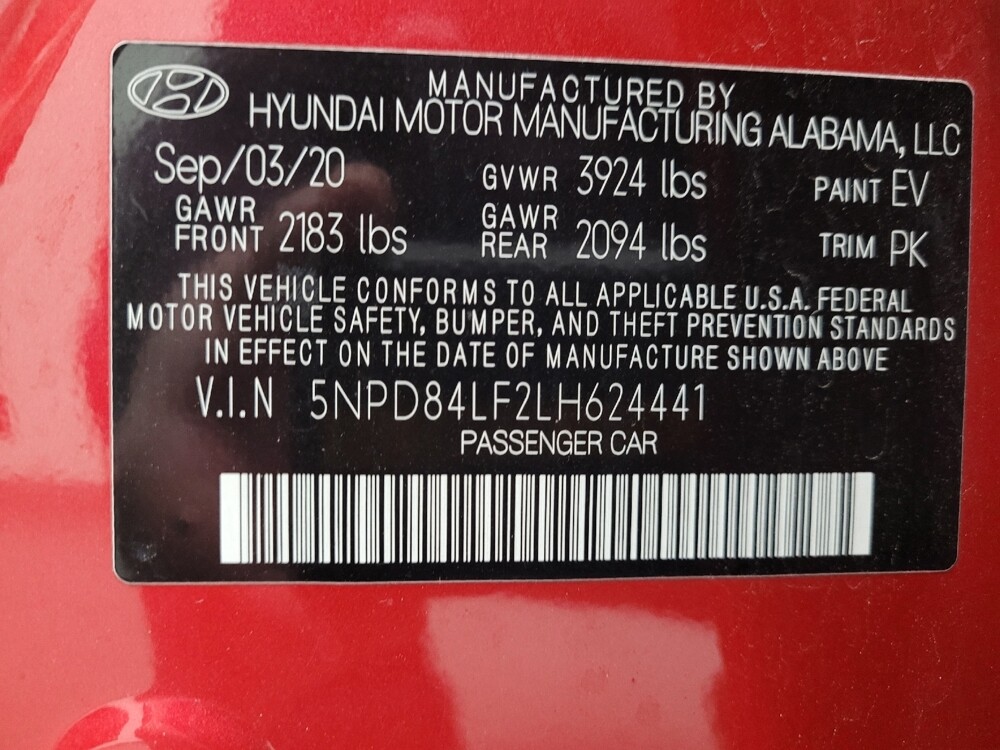 MANUFACTURED BY
HYUNDAI MOTOR MANUFACTURING ALABAMA, LLC
Sep/03/20 GVWR 3924 lbs PAINT EV
GAWR FRONT 2183 lbs GAWR REAR 2094 lbs TRIM PK
THIS VEHICLE CONFORMS TO ALL APPLICABLE U.S.A. FEDERAL
MOTOR VEHICLE SAFETY, BUMPER, AND THEFT PREVENTION STANDARDS
IN EFFECT ON THE DATE OF MANUFACTURE SHOWN ABOVE
V.I.N 5NPD84LF2LH624441
PASSENGER CAR